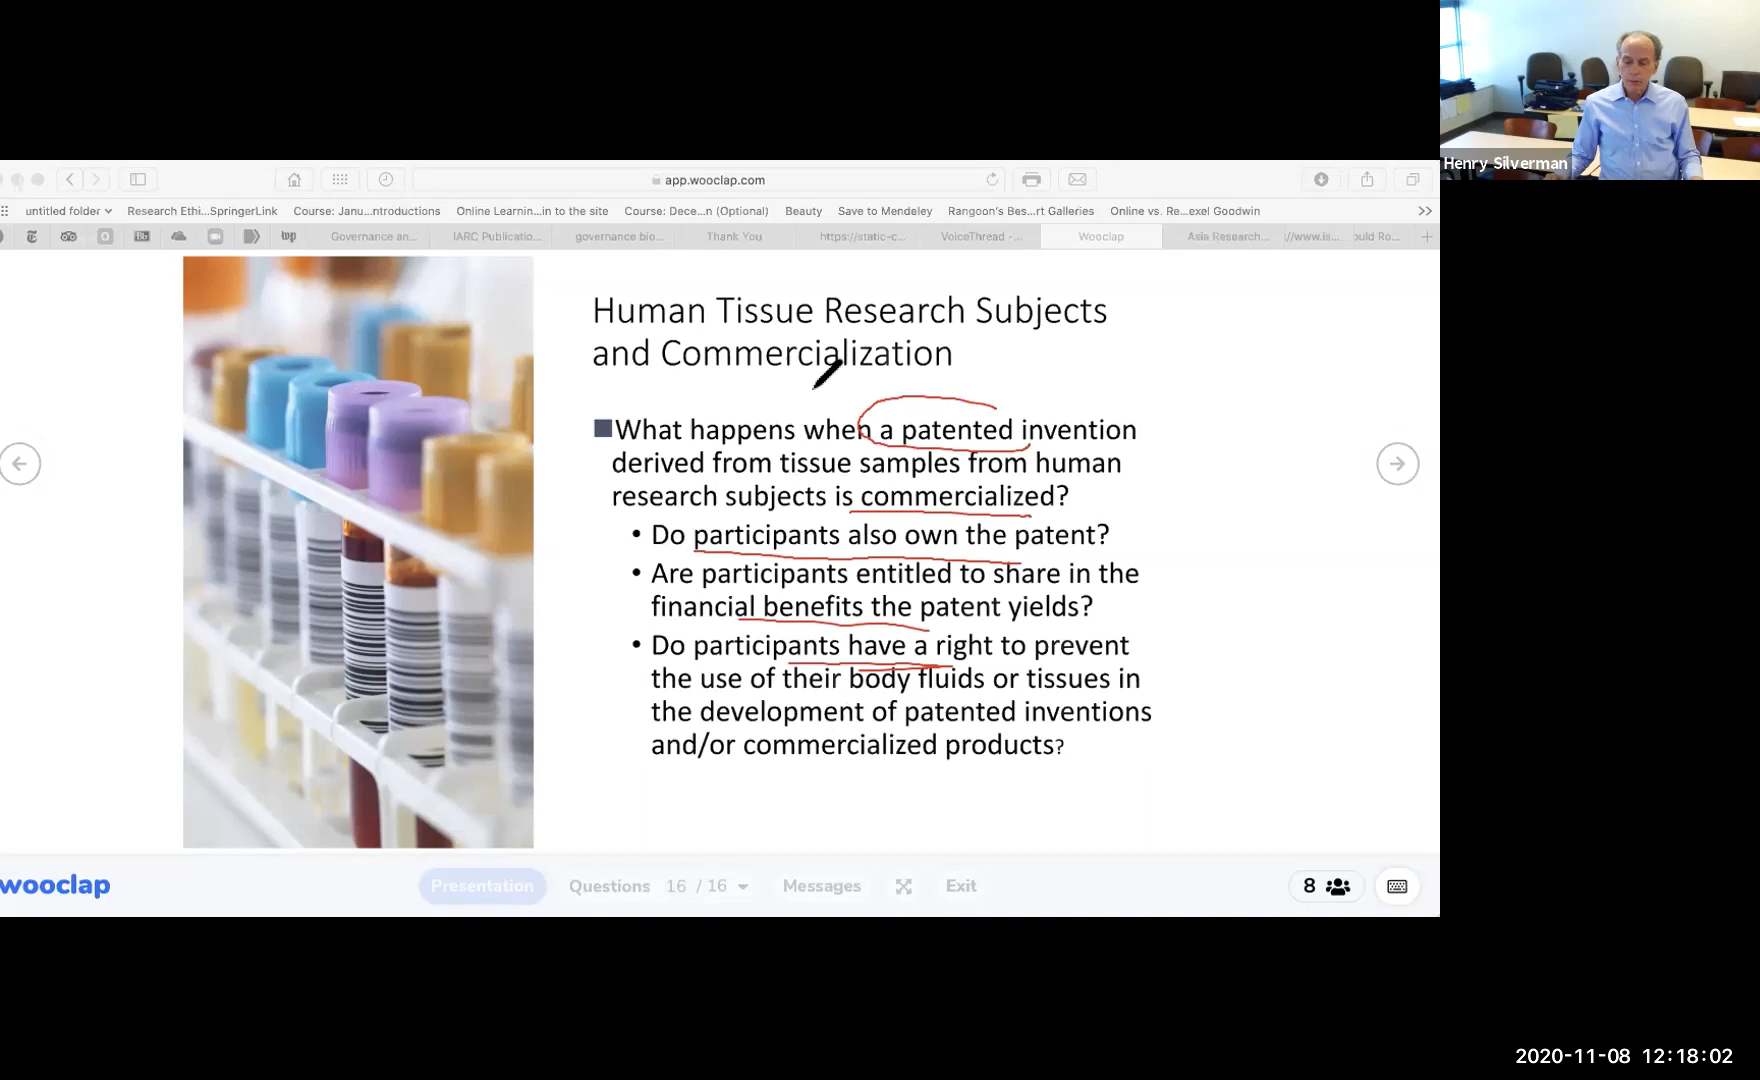 Henry Silverman
app.wooclap.com
untitled folder
Research Ethi...SpringerLink
Course: Janu...ntroductions
Online Learnin...in to the site
Course: Dece...n (Optional)
Beauty
Save to Mendeley
Rangoon's Bes...rt Galleries
Online vs. Re...exel Goodwin
Governance an...
IARC Publicatio...
governance bio...
Thank You
https://static-c...
VoiceThread -...
Wooclap
Asia Research...
//www.is...
ould Ro...
Human Tissue Research Subjects
and Commercialization
What happens when a patented invention
derived from tissue samples from human
research subjects is commercialized?
• Do participants also own the patent?
• Are participants entitled to share in the
financial benefits the patent yields?
• Do participants have a right to prevent
the use of their body fluids or tissues in
the development of patented inventions
and/or commercialized products?
wooclap
Presentation
Questions 16 / 16
Messages
Exit
8
2020-11-08 12:18:02